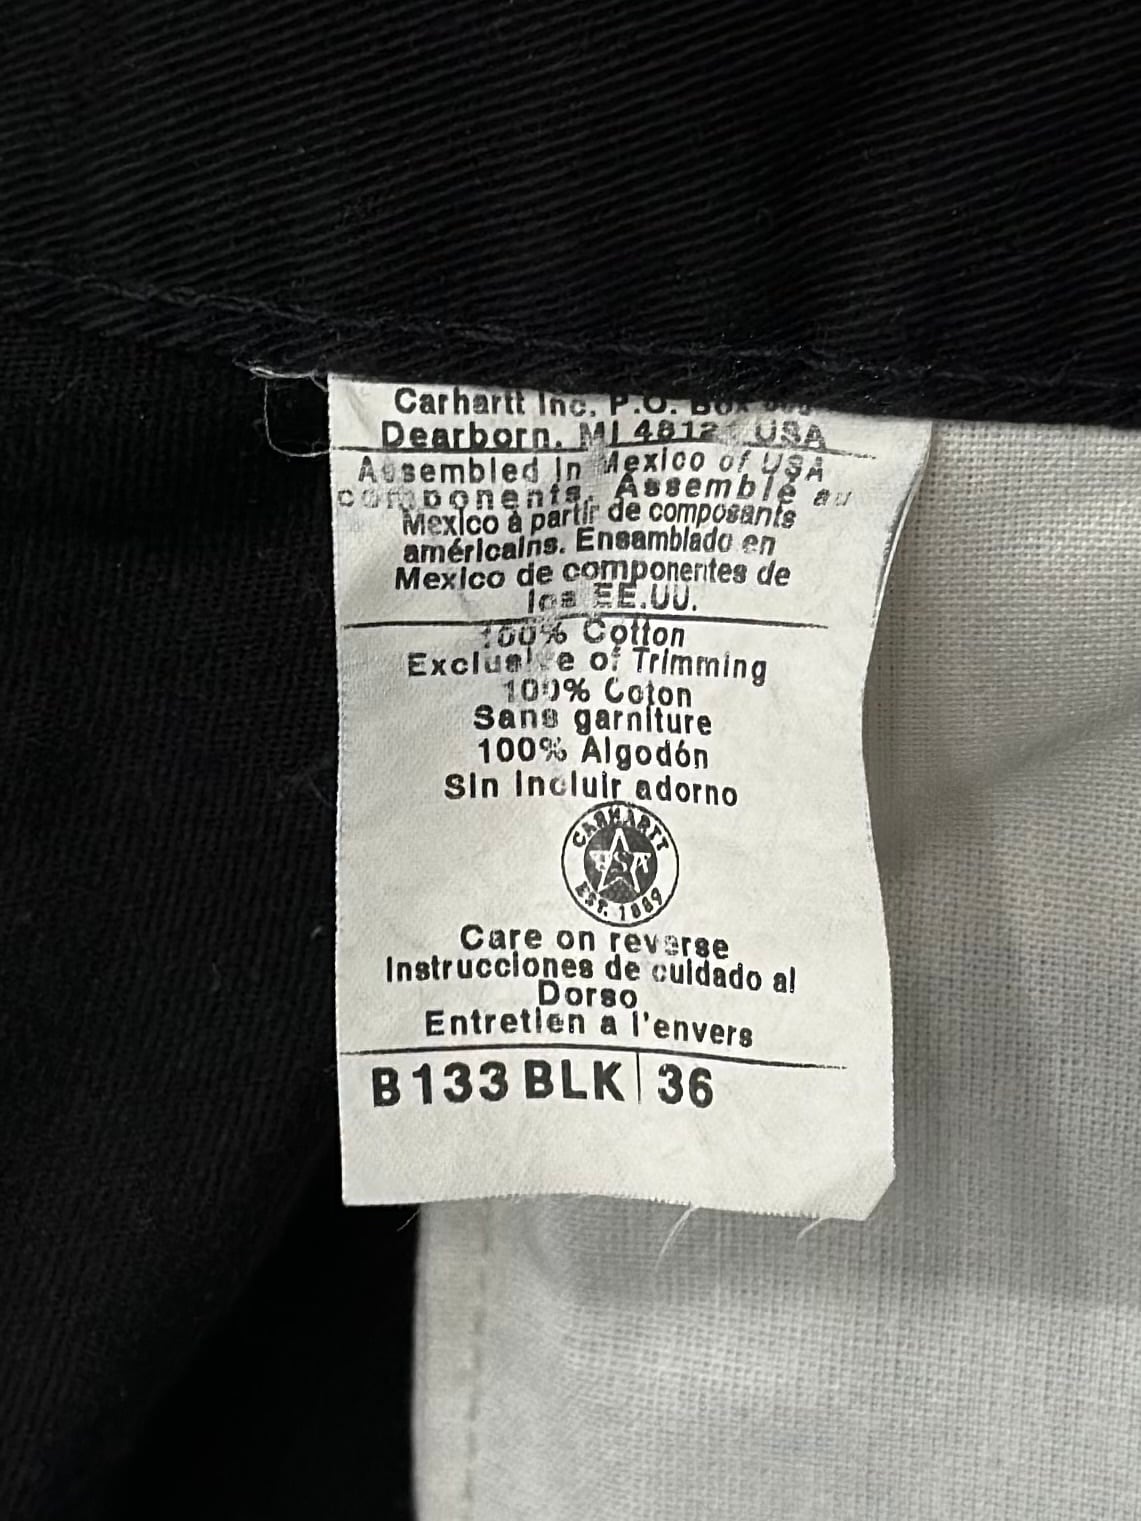 Carhartt Inc. P.O. Box
Dearborn, MI 4812 USA
Assembled in Mexico of USA
components. Assemblé au
Mexico à partir de composants
américains. Ensamblado en
Mexico de componentes de
los EE.UU.
100% Cotton
Exclusive of Trimming
100% Coton
Sans garniture
100% Algodón
Sin incluir adorno
CARHARTT
USA
EST. 1889
Care on reverse
Instrucciones de cuidado al
Dorso
Entretien a l'envers
B133 BLK 36